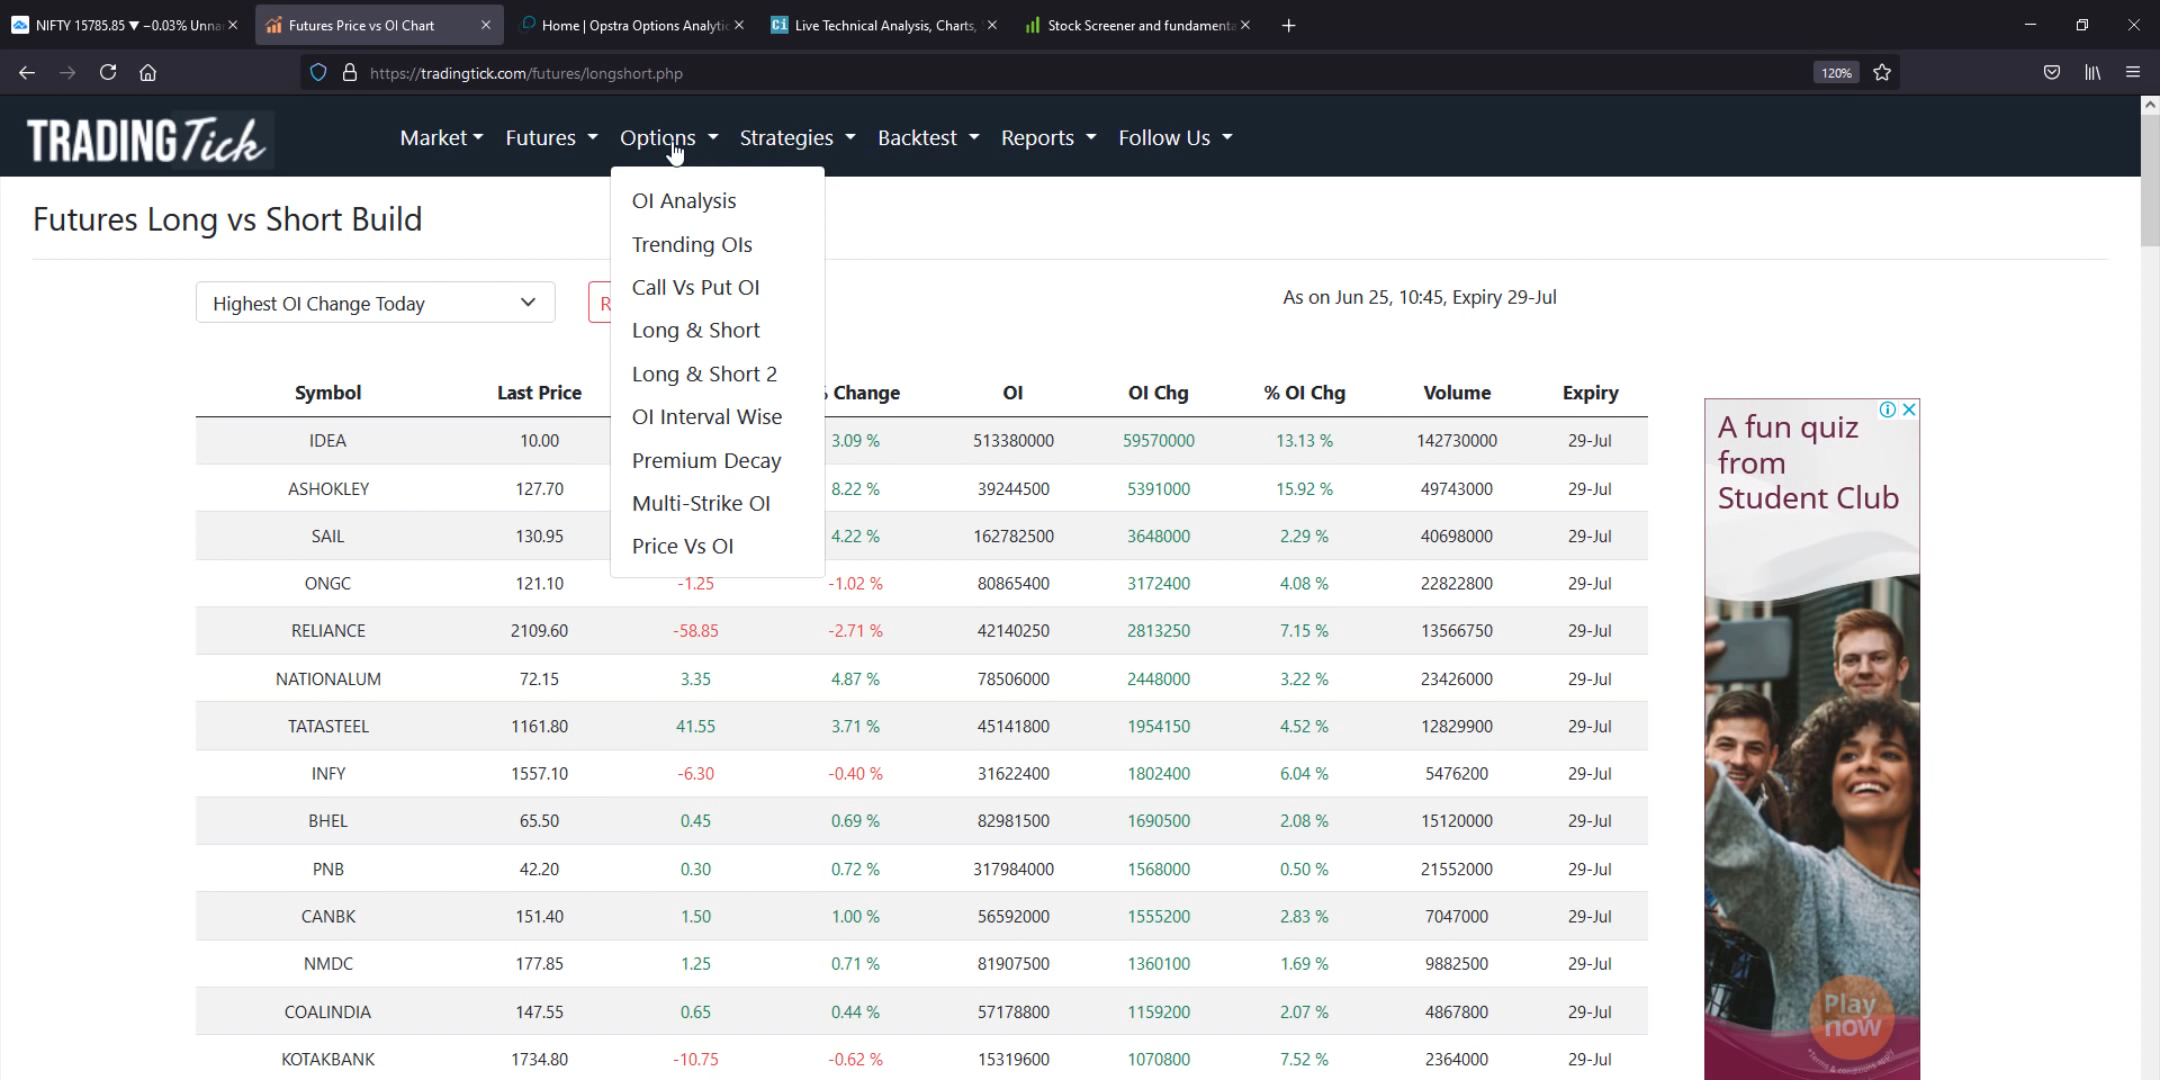 NIFTY 15785.85 ▼ −0.03% Unna
Futures Price vs OI Chart
Home | Opstra Options Analytic
Live Technical Analysis, Charts,
Stock Screener and fundamenta
https://tradingtick.com/futures/longshort.php
120%
TRADING Tick
Market
Futures
Options
Strategies
Backtest
Reports
Follow Us
OI Analysis
Trending OIs
Call Vs Put OI
Long & Short
Long & Short 2
OI Interval Wise
Premium Decay
Multi-Strike OI
Price Vs OI
Futures Long vs Short Build
Highest OI Change Today
R
As on Jun 25, 10:45, Expiry 29-Jul
Symbol Last Price Change OI OI Chg % OI Chg Volume Expiry
IDEA 10.00 3.09 % 513380000 59570000 13.13 % 142730000 29-Jul
ASHOKLEY 127.70 8.22 % 39244500 5391000 15.92 % 49743000 29-Jul
SAIL 130.95 4.22 % 162782500 3648000 2.29 % 40698000 29-Jul
ONGC 121.10 -1.25 -1.02 % 80865400 3172400 4.08 % 22822800 29-Jul
RELIANCE 2109.60 -58.85 -2.71 % 42140250 2813250 7.15 % 13566750 29-Jul
NATIONALUM 72.15 3.35 4.87 % 78506000 2448000 3.22 % 23426000 29-Jul
TATASTEEL 1161.80 41.55 3.71 % 45141800 1954150 4.52 % 12829900 29-Jul
INFY 1557.10 -6.30 -0.40 % 31622400 1802400 6.04 % 5476200 29-Jul
BHEL 65.50 0.45 0.69 % 82981500 1690500 2.08 % 15120000 29-Jul
PNB 42.20 0.30 0.72 % 317984000 1568000 0.50 % 21552000 29-Jul
CANBK 151.40 1.50 1.00 % 56592000 1555200 2.83 % 7047000 29-Jul
NMDC 177.85 1.25 0.71 % 81907500 1360100 1.69 % 9882500 29-Jul
COALINDIA 147.55 0.65 0.44 % 57178800 1159200 2.07 % 4867800 29-Jul
KOTAKBANK 1734.80 -10.75 -0.62 % 15319600 1070800 7.52 % 2364000 29-Jul
A fun quiz
from
Student Club
Play
now
*Terms & conditions apply